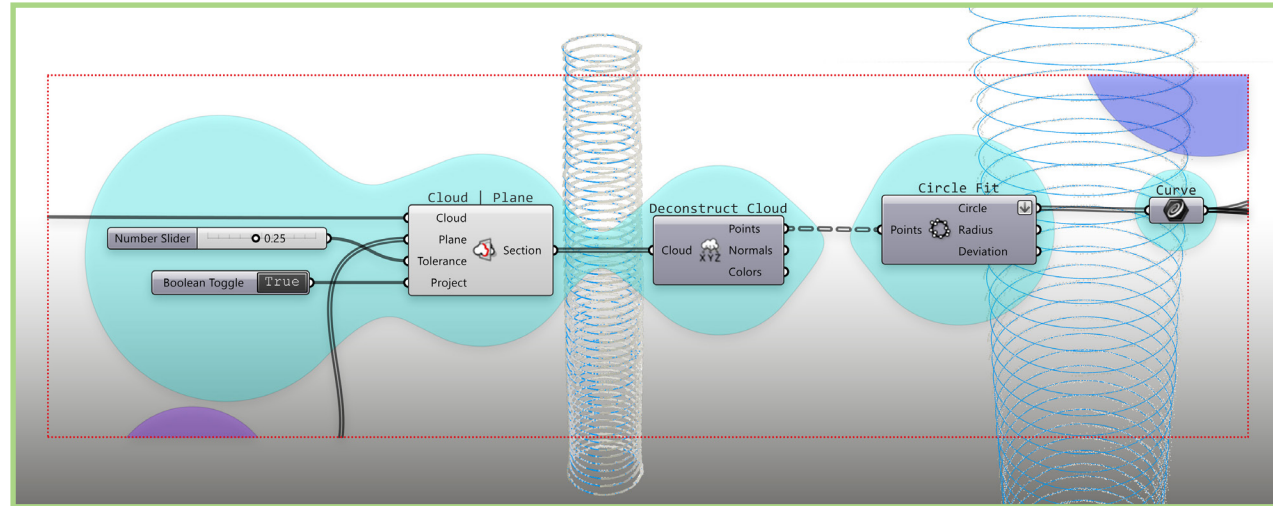 Cloud | Plane
Cloud
Plane
Tolerance
Project
Section
Number Slider
0.25
Boolean Toggle
True
Deconstruct Cloud
Cloud
XYZ
Points
Normals
Colors
Circle Fit
Points
Circle
Radius
Deviation
Curve